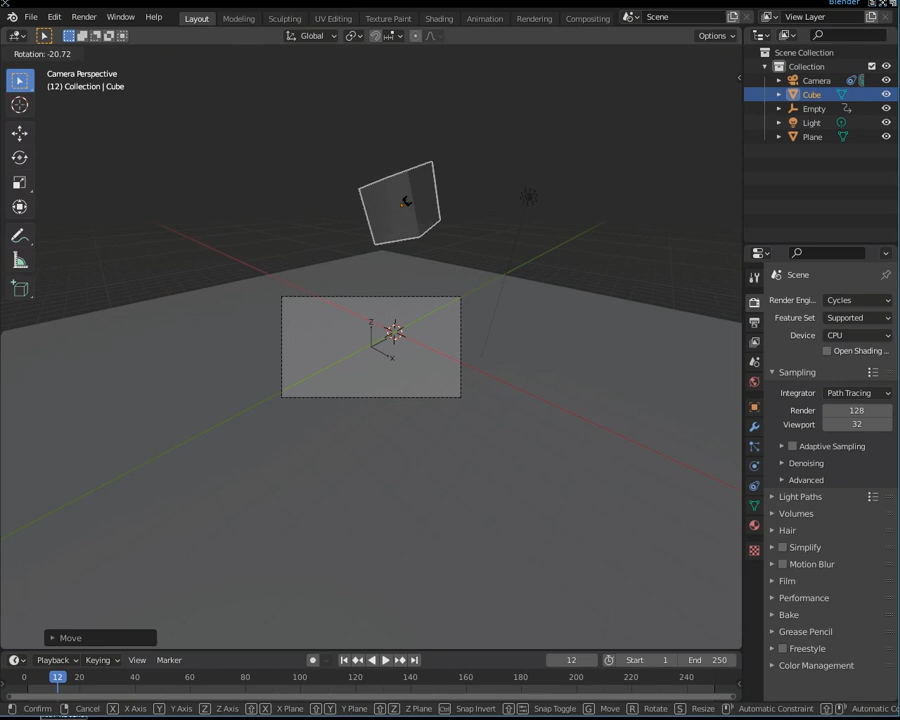 Blender
File Edit Render Window Help Layout Modeling Sculpting UV Editing Texture Paint Shading Animation Rendering Compositing Scene View Layer
Global Options
Rotation: -20.72
Camera Perspective
(12) Collection | Cube
Z
X
Scene Collection
Collection
Camera
Cube
Empty
Light
Plane
Scene
Render Engi... Cycles
Feature Set Supported
Device CPU
Open Shading ...
Sampling
Integrator Path Tracing
Render 128
Viewport 32
Adaptive Sampling
Denoising
Advanced
Light Paths
Volumes
Hair
Simplify
Motion Blur
Film
Performance
Bake
Grease Pencil
Freestyle
Color Management
Move
Playback Keying View Marker 12 Start 1 End 250
0 12 20 40 60 80 100 120 140 160 180 200 220 240
Confirm Cancel X X Axis Y Y Axis Z Z Axis X X Plane Y Y Plane Z Z Plane Snap Invert Snap Toggle G Move R Rotate S Resize Automatic Constraint Automatic Co